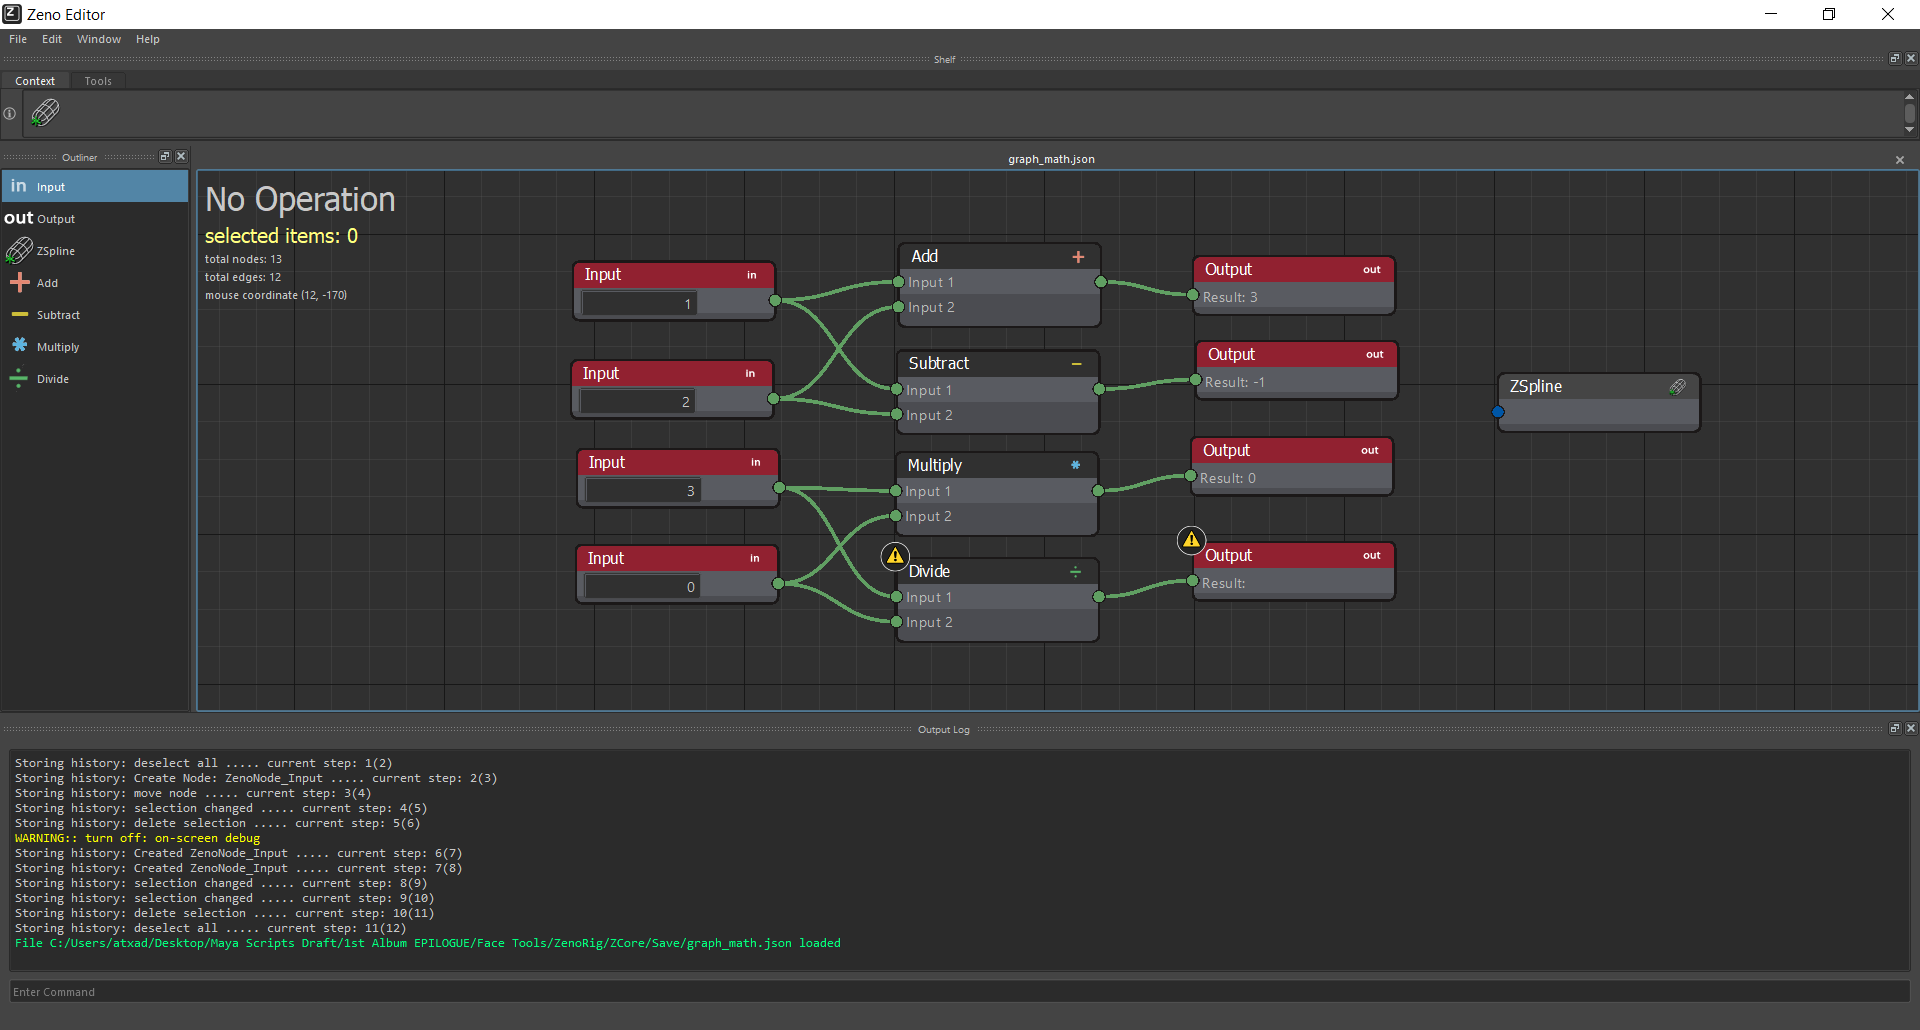 Zeno Editor
File Edit Window Help
Shelf
Context Tools
Outliner
in Input
out Output
ZSpline
Add
Subtract
Multiply
Divide
graph_math.json
No Operation
selected items: 0
total nodes: 13
total edges: 12
mouse coordinate (12, -170)
Input in
1
Input in
2
Input in
3
Input in
0
Add
Input 1
Input 2
Subtract
Input 1
Input 2
Multiply
Input 1
Input 2
Divide
Input 1
Input 2
Output out
Result: 3
Output out
Result: -1
Output out
Result: 0
Output out
Result:
ZSpline
Output Log
Storing history: deselect all ..... current step: 1(2)
Storing history: Create Node: ZenoNode_Input ..... current step: 2(3)
Storing history: move node ..... current step: 3(4)
Storing history: selection changed ..... current step: 4(5)
Storing history: delete selection ..... current step: 5(6)
WARNING:: turn off: on-screen debug
Storing history: Created ZenoNode_Input ..... current step: 6(7)
Storing history: Created ZenoNode_Input ..... current step: 7(8)
Storing history: selection changed ..... current step: 8(9)
Storing history: selection changed ..... current step: 9(10)
Storing history: delete selection ..... current step: 10(11)
Storing history: deselect all ..... current step: 11(12)
File C:/Users/atxad/Desktop/Maya Scripts Draft/1st Album EPILOGUE/Face Tools/ZenoRig/ZCore/Save/graph_math.json loaded
Enter Command